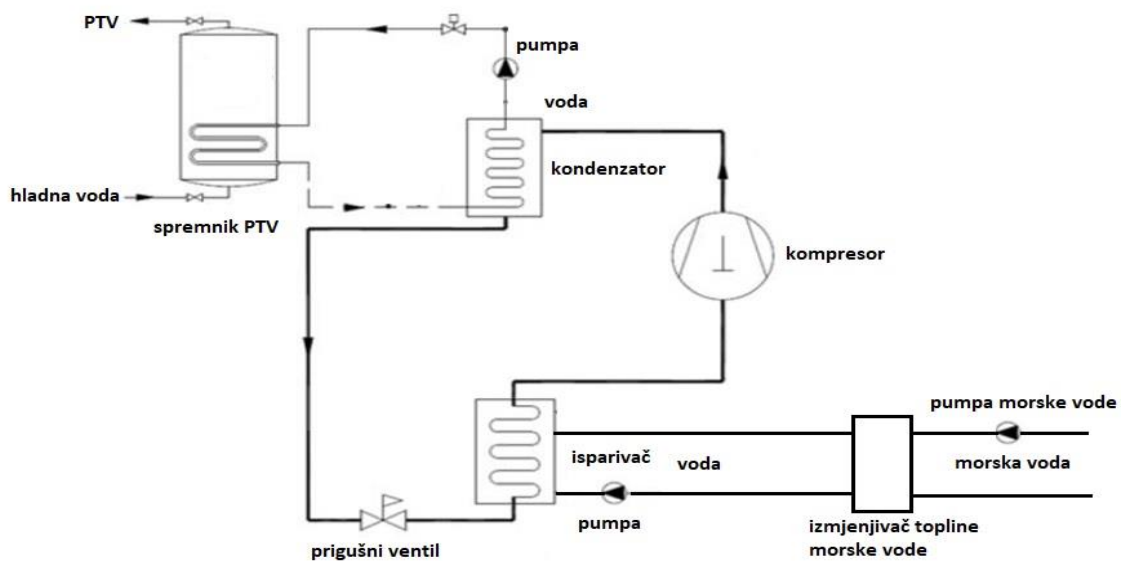 PTV
pumpa
voda
kondenzator
hladna voda
spremnik PTV
kompresor
pumpa morske vode
isparivač
voda
morska voda
pumpa
prigušni ventil
izmjenjivač topline
morske vode